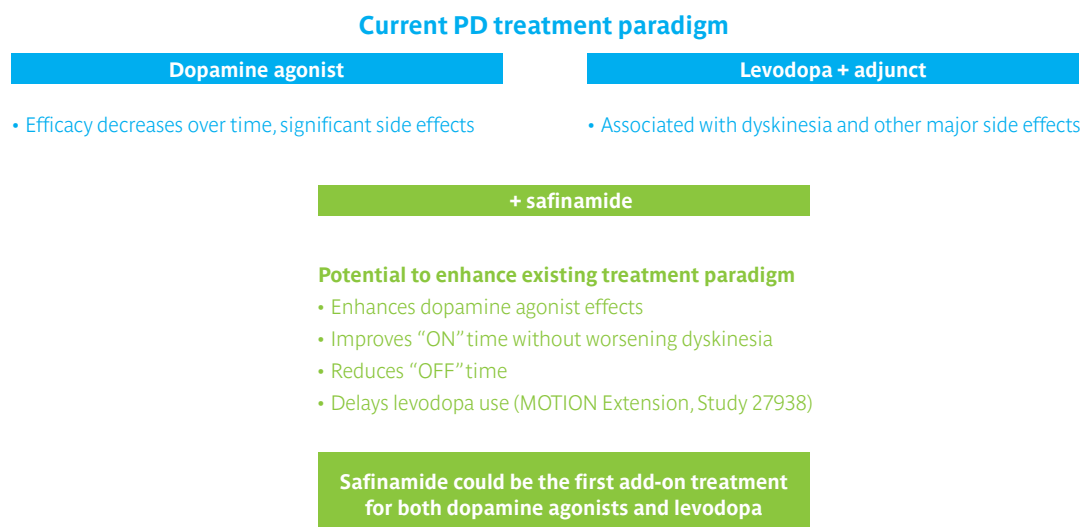 Current PD treatment paradigm
Dopamine agonist
• Efficacy decreases over time, significant side effects
Levodopa + adjunct
• Associated with dyskinesia and other major side effects
+ safinamide
Potential to enhance existing treatment paradigm
• Enhances dopamine agonist effects
• Improves “ON” time without worsening dyskinesia
• Reduces “OFF” time
• Delays levodopa use (MOTION Extension, Study 27938)
Safinamide could be the first add-on treatment
for both dopamine agonists and levodopa